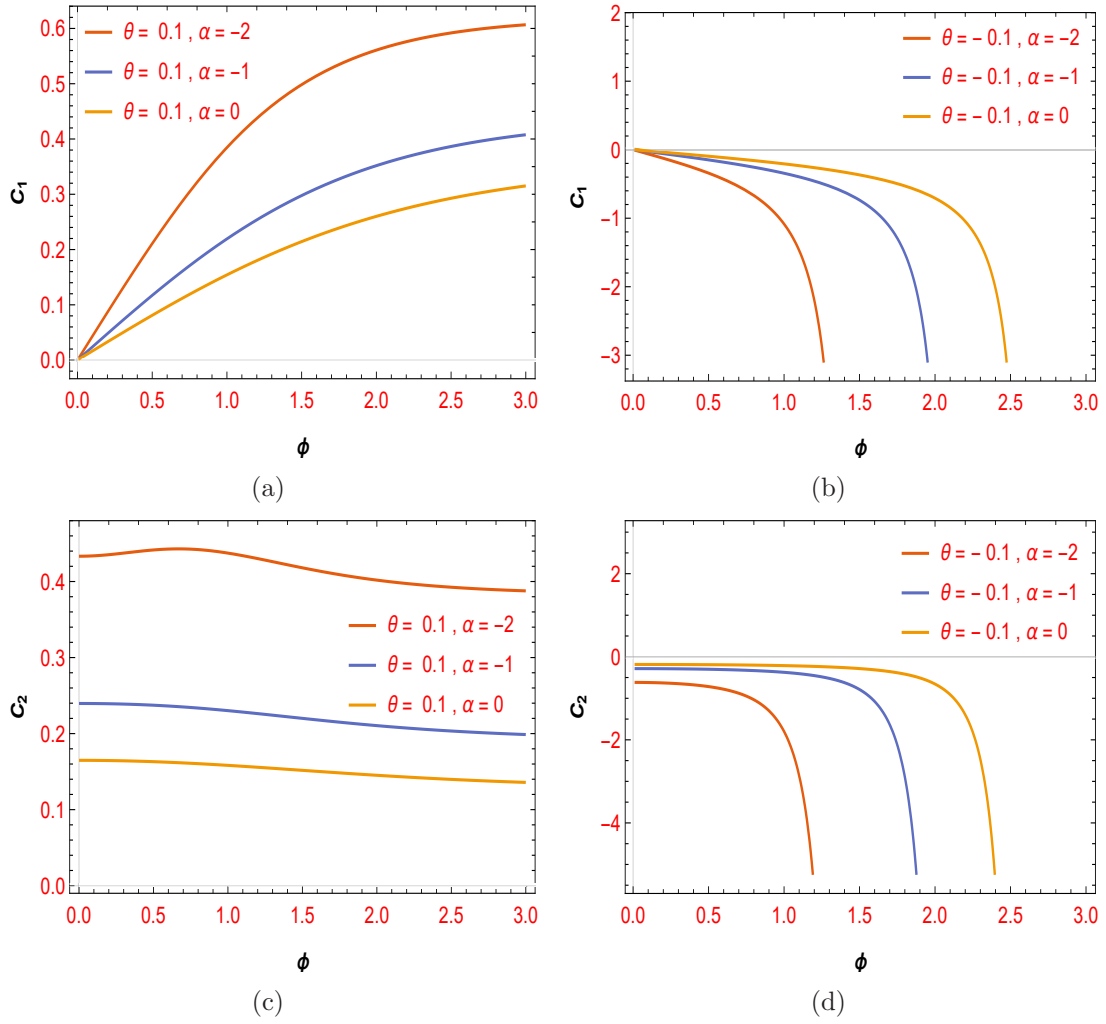 θ = 0.1 , α = −2
θ = 0.1 , α = −1
θ = 0.1 , α = 0
C₁
0.6
0.5
0.4
0.3
0.2
0.1
0.0
0.0 0.5 1.0 1.5 2.0 2.5 3.0
ϕ
(a)
θ = − 0.1 , α = −2
θ = − 0.1 , α = −1
θ = − 0.1 , α = 0
C₁
2
1
0
−1
−2
−3
0.0 0.5 1.0 1.5 2.0 2.5 3.0
ϕ
(b)
θ = 0.1 , α = −2
θ = 0.1 , α = −1
θ = 0.1 , α = 0
C₂
0.4
0.3
0.2
0.1
0.0
0.0 0.5 1.0 1.5 2.0 2.5 3.0
ϕ
(c)
θ = − 0.1 , α = −2
θ = − 0.1 , α = −1
θ = − 0.1 , α = 0
C₂
2
0
−2
−4
0.0 0.5 1.0 1.5 2.0 2.5 3.0
ϕ
(d)